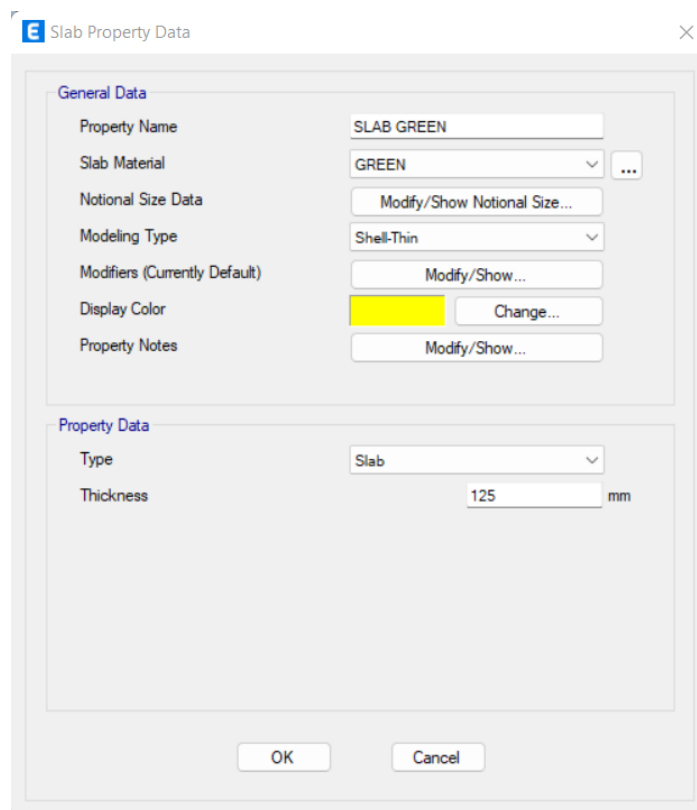 E Slab Property Data
General Data
Property Name SLAB GREEN
Slab Material GREEN ...
Notional Size Data Modify/Show Notional Size...
Modeling Type Shell-Thin
Modifiers (Currently Default) Modify/Show...
Display Color Change...
Property Notes Modify/Show...
Property Data
Type Slab
Thickness 125 mm
OK Cancel